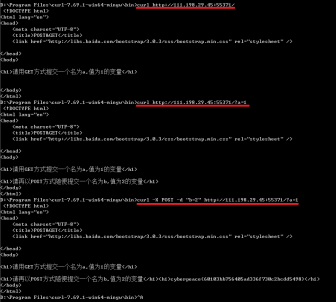 D:\Program Files\curl-7.69.1-win64-mingw\bin>curl http://111.198.29.45:55371/
<!DOCTYPE html>
<html lang="en">
<head>
<meta charset="UTF-8">
<title>POST&GET</title>
<link href="http://libs.baidu.com/bootstrap/3.0.3/css/bootstrap.min.css" rel="stylesheet" />
</head>
<body>
<h1>请用GET方式提交一个名为a,值为1的变量</h1>
</body>
</html>
D:\Program Files\curl-7.69.1-win64-mingw\bin>curl http://111.198.29.45:55371/?a=1
<!DOCTYPE html>
<html lang="en">
<head>
<meta charset="UTF-8">
<title>POST&GET</title>
<link href="http://libs.baidu.com/bootstrap/3.0.3/css/bootstrap.min.css" rel="stylesheet" />
</head>
<body>
<h1>请用GET方式提交一个名为a,值为1的变量</h1>
<h1>请再以POST方式随便提交一个名为b,值为2的变量</h1></body>
</html>
D:\Program Files\curl-7.69.1-win64-mingw\bin>curl -X POST -d "b=2" http://111.198.29.45:55371/?a=1
<!DOCTYPE html>
<html lang="en">
<head>
<meta charset="UTF-8">
<title>POST&GET</title>
<link href="http://libs.baidu.com/bootstrap/3.0.3/css/bootstrap.min.css" rel="stylesheet" />
</head>
<body>
<h1>请用GET方式提交一个名为a,值为1的变量</h1>
</body>
<h1>请再以POST方式随便提交一个名为b,值为2的变量</h1><h1>
</html>
D:\Program Files\curl-7.69.1-win64-mingw\bin>^A